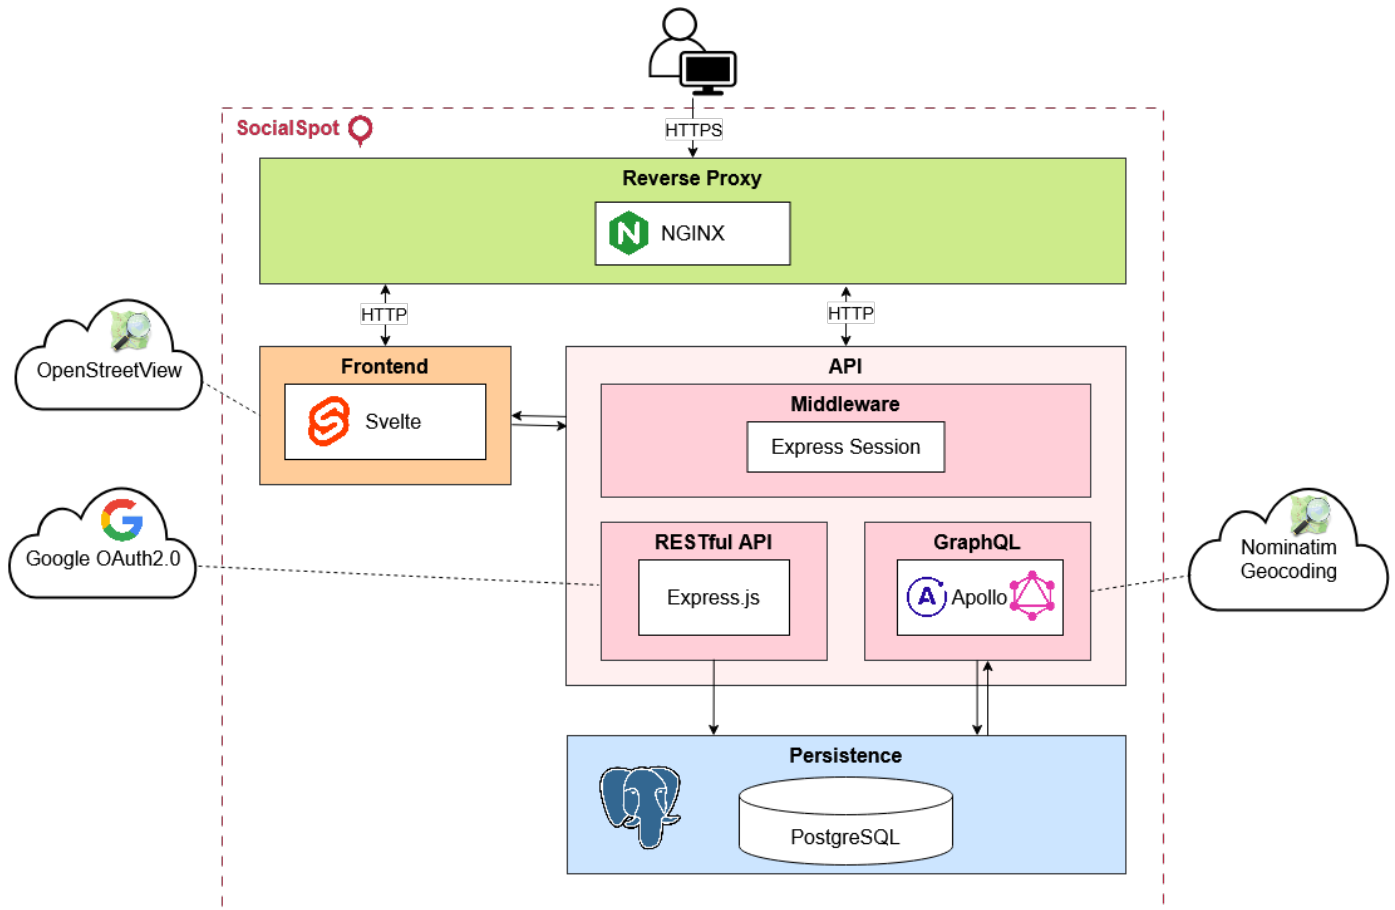 SocialSpot
HTTPS
Reverse Proxy
NGINX
HTTP
HTTP
OpenStreetView
Frontend
Svelte
API
Middleware
Express Session
Google OAuth2.0
RESTful API
Express.js
GraphQL
Apollo
Nominatim
Geocoding
Persistence
PostgreSQL